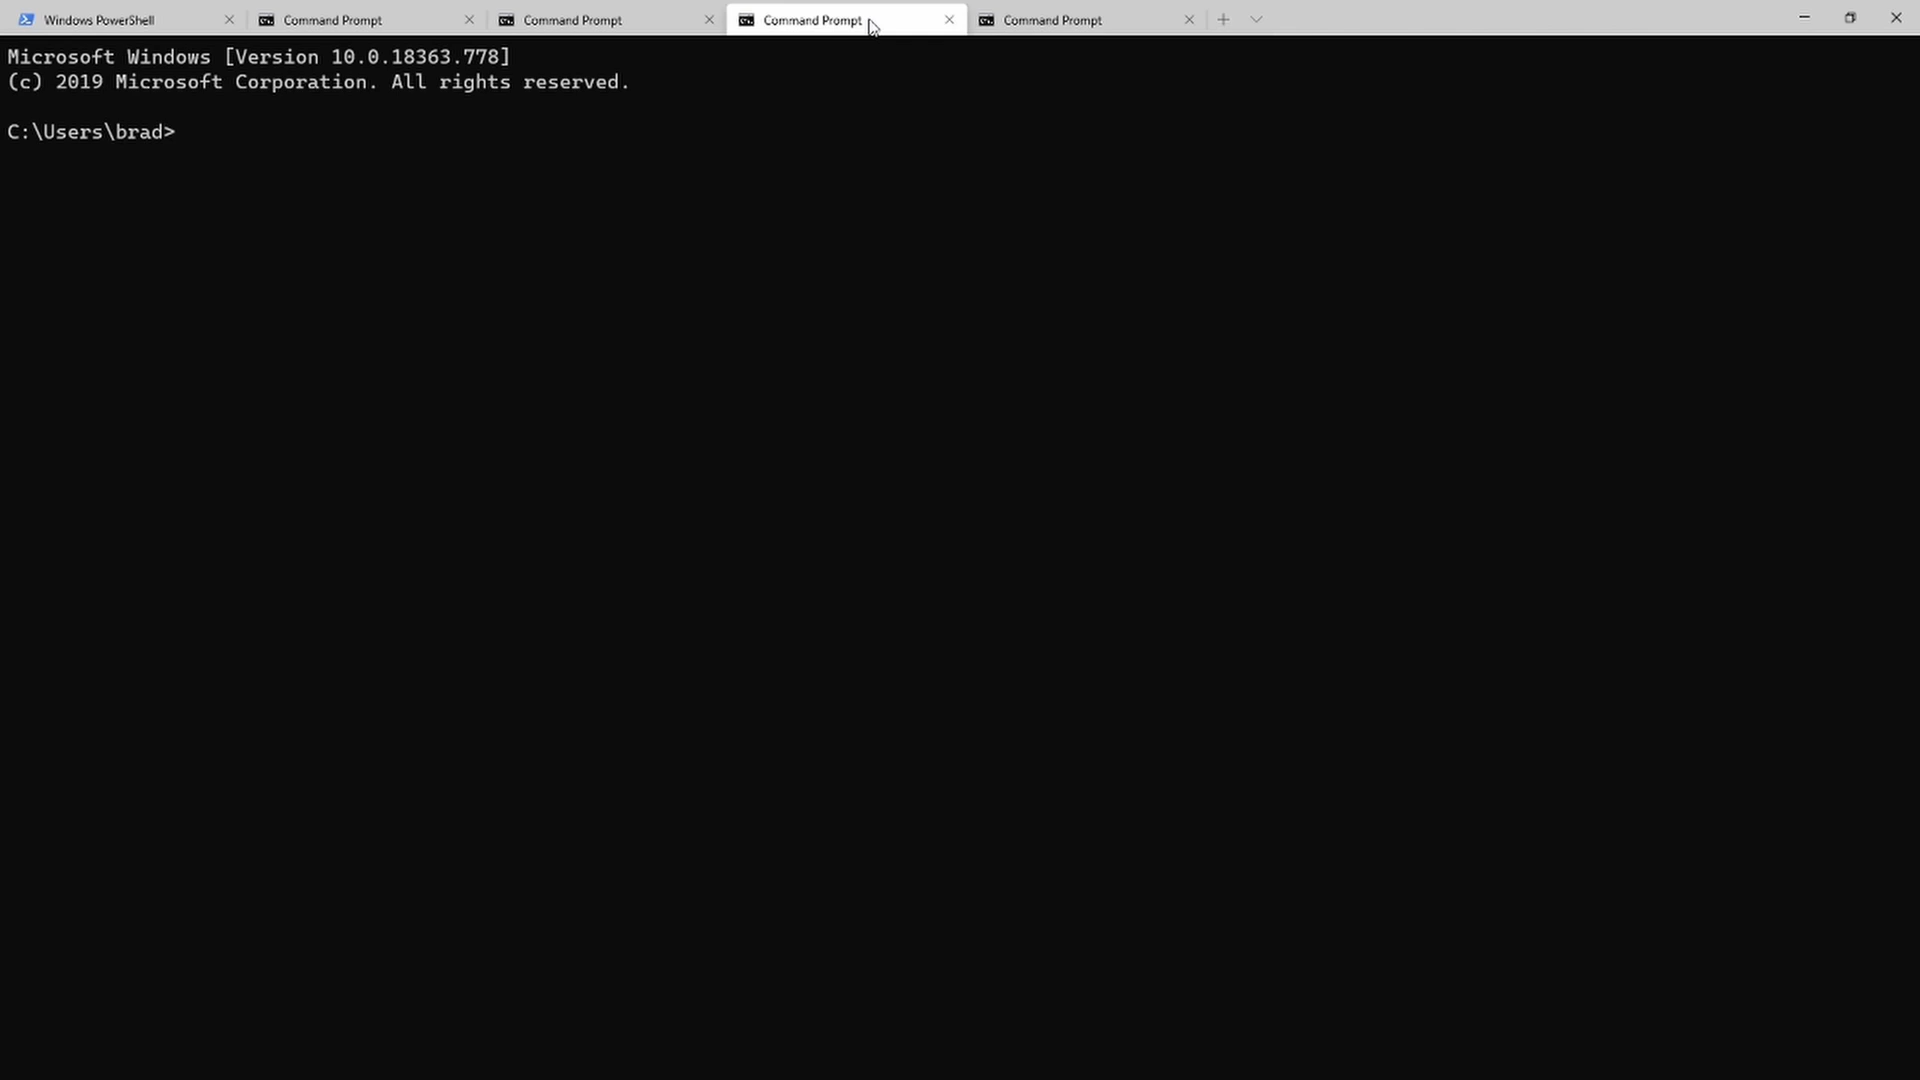 Windows PowerShell
Command Prompt
Command Prompt
Command Prompt
Command Prompt
Microsoft Windows [Version 10.0.18363.778]
(c) 2019 Microsoft Corporation. All rights reserved.
C:\Users\brad>